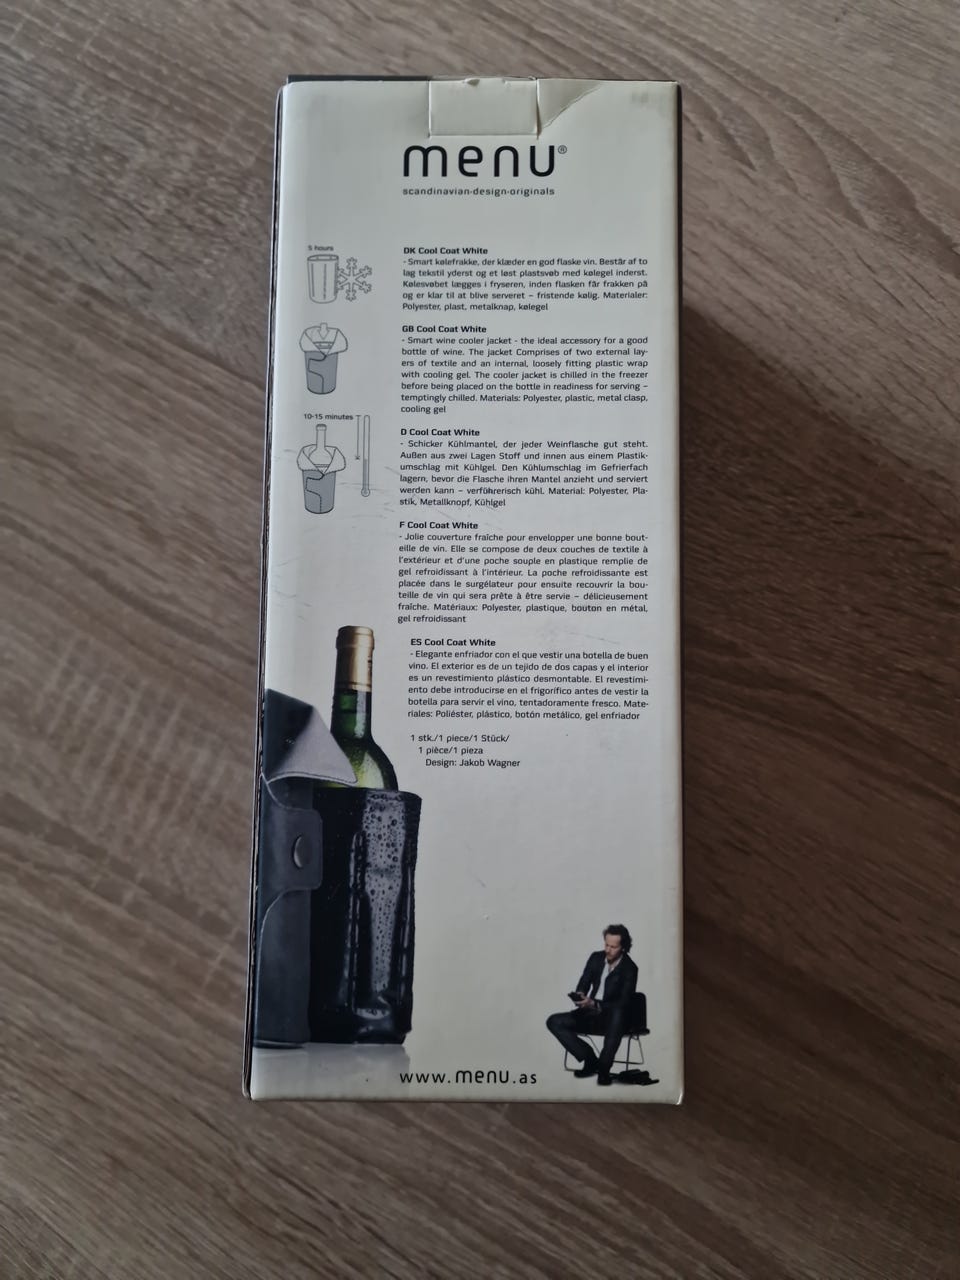 menu®
scandinavian·design·originals
5 hours
DK Cool Coat White
- Smart kølefrakke, der klæder en god flaske vin. Består af to
lag tekstil yderst og et løst plastsvøb med kølegel inderst.
Kølesvøbet lægges i fryseren, inden flasken får frakken på
og er klar til at blive serveret – fristende kølig. Materialer:
Polyester, plast, metalknap, kølegel
GB Cool Coat White
- Smart wine cooler jacket - the ideal accessory for a good
bottle of wine. The jacket Comprises of two external lay-
ers of textile and an internal, loosely fitting plastic wrap
with cooling gel. The cooler jacket is chilled in the freezer
before being placed on the bottle in readiness for serving –
temptingly chilled. Materials: Polyester, plastic, metal clasp,
cooling gel
10-15 minutes
D Cool Coat White
- Schicker Kühlmantel, der jeder Weinflasche gut steht.
Außen aus zwei Lagen Stoff und innen aus einem Plastik-
umschlag mit Kühlgel. Den Kühlumschlag im Gefrierfach
lagern, bevor die Flasche ihren Mantel anzieht und serviert
werden kann – verführerisch kühl. Material: Polyester, Pla-
stik, Metallknopf, Kühlgel
F Cool Coat White
- Jolie couverture fraîche pour envelopper une bonne bout-
eille de vin. Elle se compose de deux couches de textile à
l'extérieur et d'une poche souple en plastique remplie de
gel refroidissant à l'intérieur. La poche refroidissante est
placée dans le surgélateur pour ensuite recouvrir la bou-
teille de vin qui sera prête à être servie – délicieusement
fraîche. Matériaux: Polyester, plastique, bouton en métal,
gel refroidissant
ES Cool Coat White
- Elegante enfriador con el que vestir una botella de buen
vino. El exterior es de un tejido de dos capas y el interior
es un revestimiento plástico desmontable. El revestimi-
ento debe introducirse en el frigorífico antes de vestir la
botella para servir el vino, tentadoramente fresco. Mate-
riales: Poliéster, plástico, botón metálico, gel enfriador
1 stk./1 piece/1 Stück/
1 pièce/1 pieza
Design: Jakob Wagner
www.menu.as